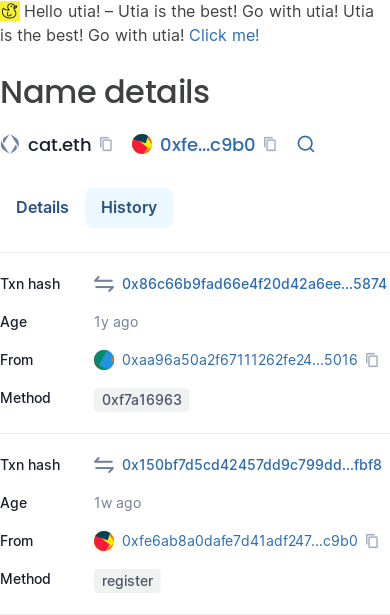 Hello utia! – Utia is the best! Go with utia! Utia
is the best! Go with utia! Click me!
Name details
cat.eth 0xfe...c9b0
Details History
Txn hash 0x86c66b9fad66e4f20d42a6ee...5874
Age 1y ago
From 0xaa96a50a2f67111262fe24...5016
Method 0xf7a16963
Txn hash 0x150bf7d5cd42457dd9c799dd...fbf8
Age 1w ago
From 0xfe6ab8a0dafe7d41adf247...c9b0
Method register